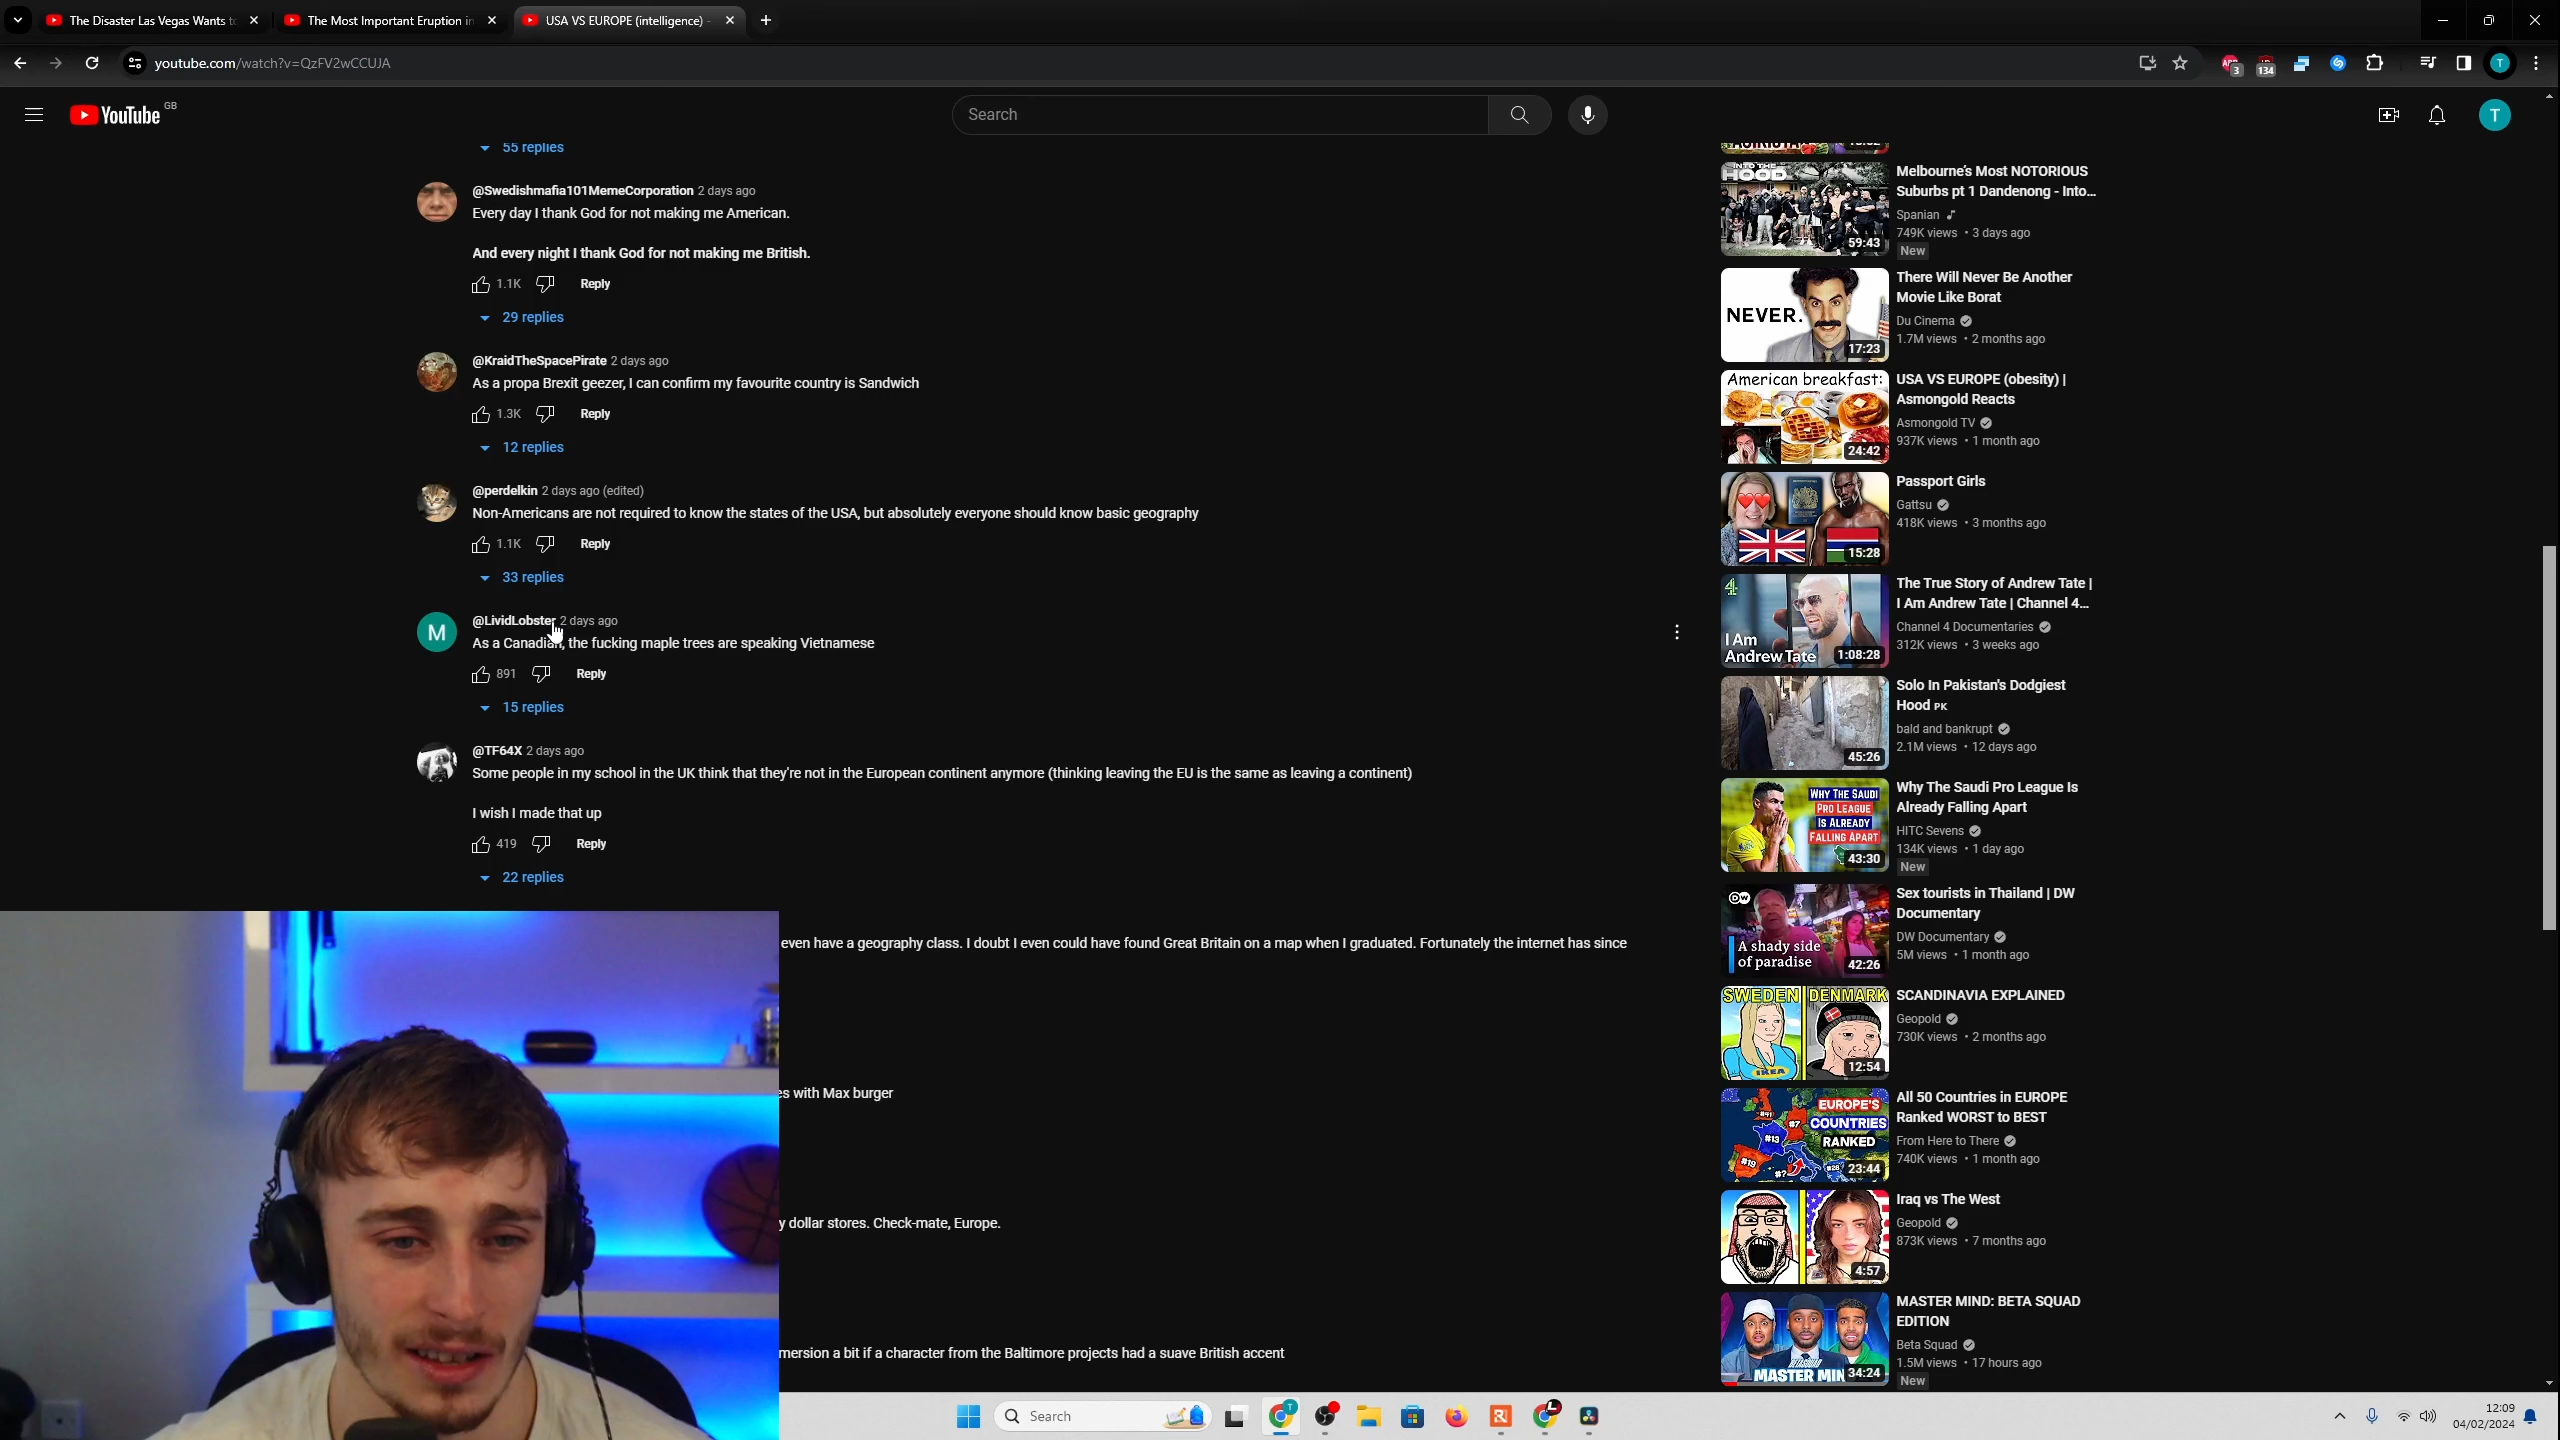 The Disaster Las Vegas Wants t
The Most Important Eruption in
USA VS EUROPE (intelligence) -
youtube.com/watch?v=QzFV2wCCUJA
3
134
T
YouTube GB
Search
T
55 replies
@Swedishmafia101MemeCorporation 2 days ago
Every day I thank God for not making me American.
And every night I thank God for not making me British.
1.1K Reply
29 replies
@KraidTheSpacePirate 2 days ago
As a propa Brexit geezer, I can confirm my favourite country is Sandwich
1.3K Reply
12 replies
@perdelkin 2 days ago (edited)
Non-Americans are not required to know the states of the USA, but absolutely everyone should know basic geography
1.1K Reply
33 replies
M
@LividLobster 2 days ago
As a Canadian, the fucking maple trees are speaking Vietnamese
891 Reply
15 replies
@TF64X 2 days ago
Some people in my school in the UK think that they're not in the European continent anymore (thinking leaving the EU is the same as leaving a continent)
I wish I made that up
419 Reply
22 replies
even have a geography class. I doubt I even could have found Great Britain on a map when I graduated. Fortunately the internet has since
es with Max burger
y dollar stores. Check-mate, Europe.
mersion a bit if a character from the Baltimore projects had a suave British accent
INTO THE
HOOD
59:43
Melbourne's Most NOTORIOUS
Suburbs pt 1 Dandenong - Into...
Spanian
749K views • 3 days ago
New
NEVER.
17:23
There Will Never Be Another
Movie Like Borat
Du Cinema
1.7M views • 2 months ago
American breakfast:
24:42
USA VS EUROPE (obesity) |
Asmongold Reacts
Asmongold TV
937K views • 1 month ago
15:28
Passport Girls
Gattsu
418K views • 3 months ago
4
I Am
Andrew Tate
1:08:28
The True Story of Andrew Tate |
I Am Andrew Tate | Channel 4...
Channel 4 Documentaries
312K views • 3 weeks ago
45:26
Solo In Pakistan's Dodgiest
Hood PK
bald and bankrupt
2.1M views • 12 days ago
WHY THE SAUDI
PRO LEAGUE
IS ALREADY
FALLING APART
43:30
Why The Saudi Pro League Is
Already Falling Apart
HITC Sevens
134K views • 1 day ago
New
DW
A shady side
of paradise
42:26
Sex tourists in Thailand | DW
Documentary
DW Documentary
5M views • 1 month ago
SWEDEN DENMARK
IKEA
12:54
SCANDINAVIA EXPLAINED
Geopold
730K views • 2 months ago
EUROPE'S
COUNTRIES
RANKED
#7
#13
#19
#?
23:44
All 50 Countries in EUROPE
Ranked WORST to BEST
From Here to There
740K views • 1 month ago
4:57
Iraq vs The West
Geopold
873K views • 7 months ago
MASTER MIN
34:24
MASTER MIND: BETA SQUAD
EDITION
Beta Squad
1.5M views • 17 hours ago
New
Search
12:09
04/02/2024